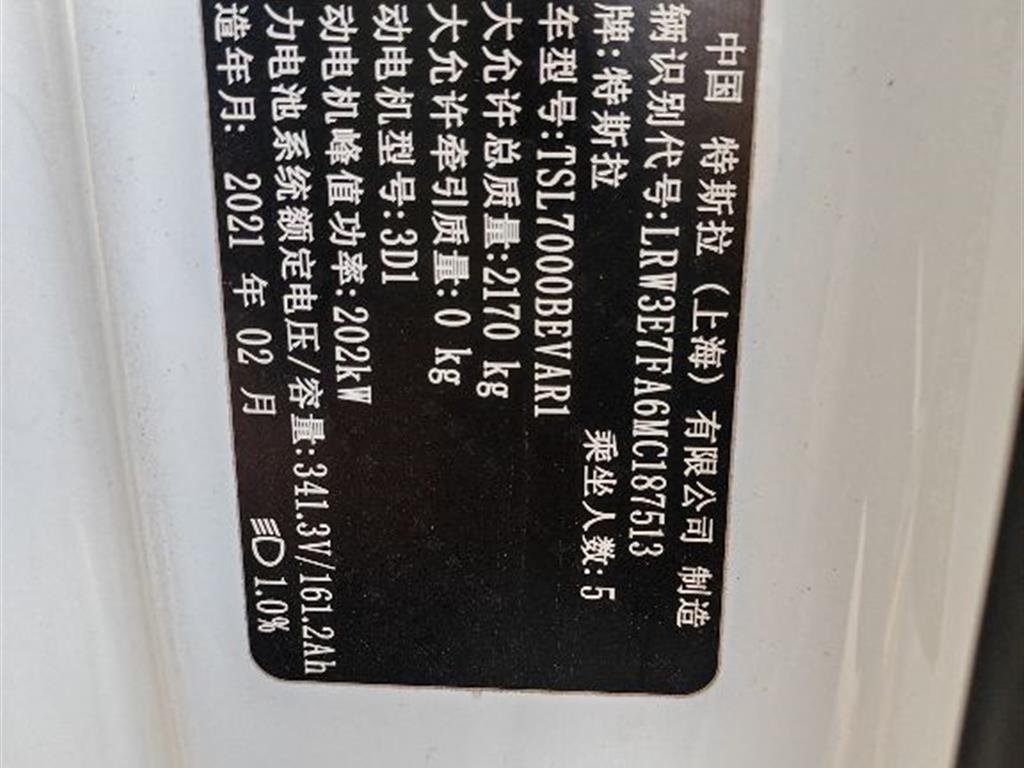 中国 特斯拉（上海）有限公司 制造
辆识别代号:LRW3E7FA6MC187513
牌:特斯拉 乘坐人数:5
车型号:TSL7000BEVAR1
大允许总质量:2170 kg
大允许牵引质量:0 kg
动电机型号:3D1
动电机峰值功率:202kW
力电池系统额定电压/容量:341.3V/161.2Ah
造年月: 2021 年 02 月 1.0%